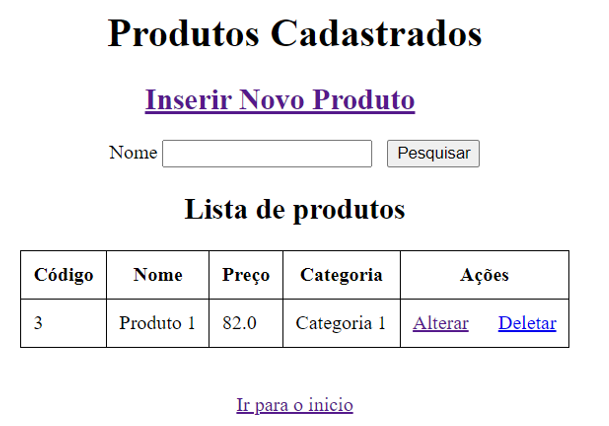 Produtos Cadastrados
Inserir Novo Produto
Nome Pesquisar
Lista de produtos
Código Nome Preço Categoria Ações
3 Produto 1 82.0 Categoria 1 Alterar Deletar
Ir para o inicio